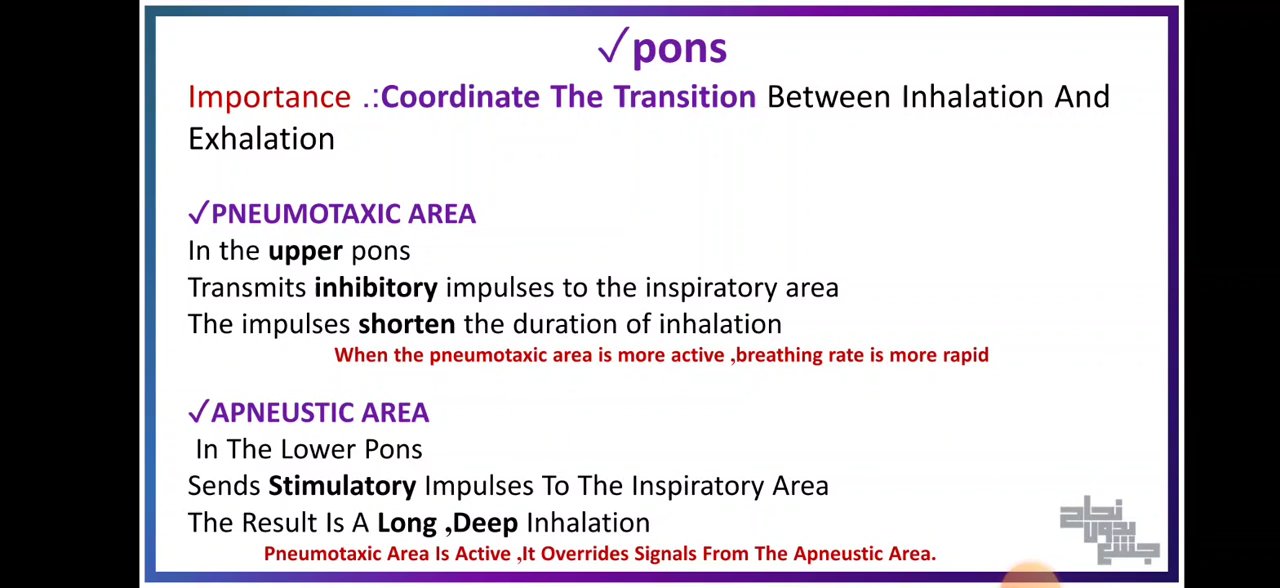 ✓pons
Importance .:Coordinate The Transition Between Inhalation And
Exhalation
✓PNEUMOTAXIC AREA
In the upper pons
Transmits inhibitory impulses to the inspiratory area
The impulses shorten the duration of inhalation
When the pneumotaxic area is more active ,breathing rate is more rapid
✓APNEUSTIC AREA
In The Lower Pons
Sends Stimulatory Impulses To The Inspiratory Area
The Result Is A Long ,Deep Inhalation
Pneumotaxic Area Is Active ,It Overrides Signals From The Apneustic Area.
نجاح
بدون
جشع